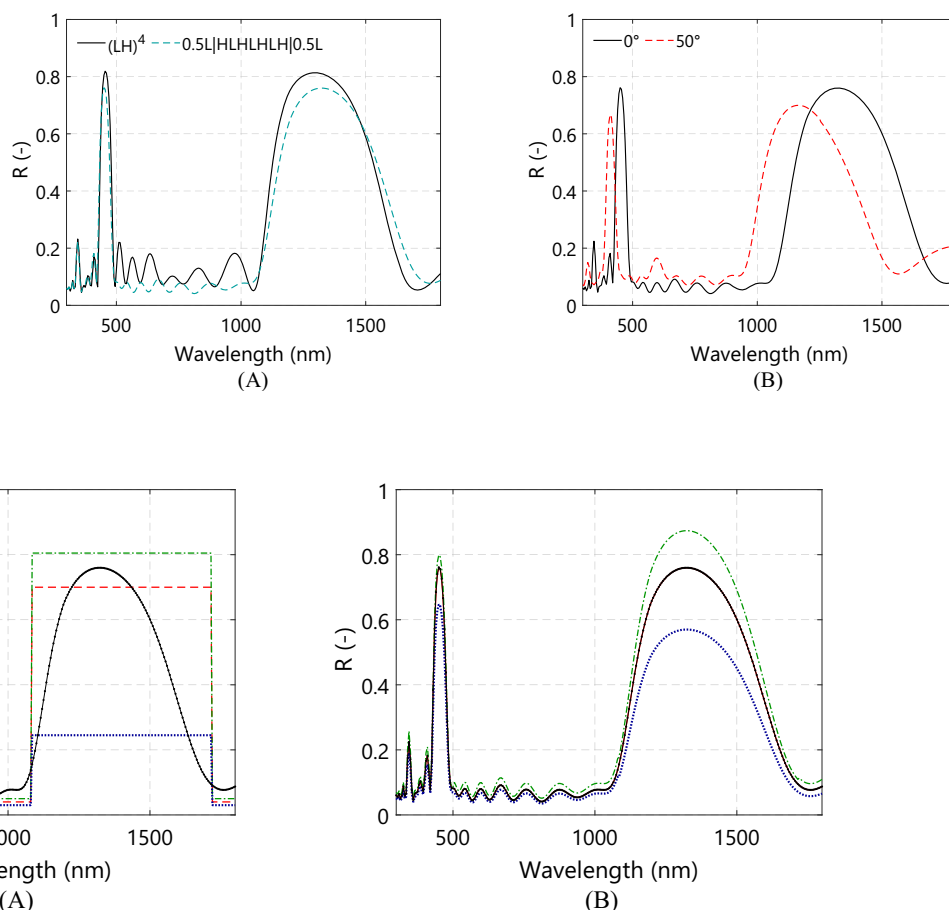 1
0.8
0.6
0.4
0.2
0
R (-)
(LH)⁴ 0.5L|HLHLHLH|0.5L
500 1000 1500
Wavelength (nm)
(A)
1
0.8
0.6
0.4
0.2
0
R (-)
0° 50°
500 1000 1500
Wavelength (nm)
(B)
000 1500
ength (nm)
(A)
1
0.8
0.6
0.4
0.2
0
R (-)
500 1000 1500
Wavelength (nm)
(B)